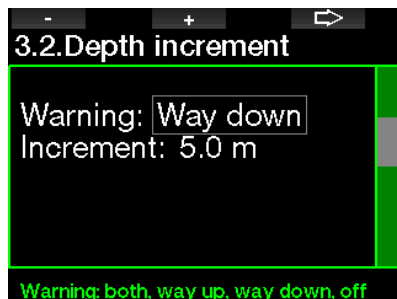 - +
3.2.Depth increment
Warning: Way down
Increment: 5.0 m
Warning: both, way up, way down, off